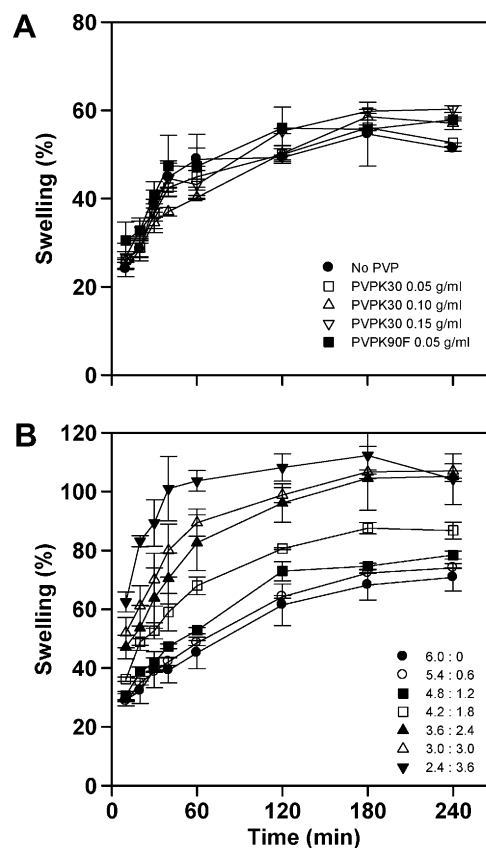 A
80
60
40
20
0
Swelling (%)
No PVP
PVPK30 0.05 g/ml
PVPK30 0.10 g/ml
PVPK30 0.15 g/ml
PVPK90F 0.05 g/ml
B
120
100
80
60
40
20
0
Swelling (%)
6.0 : 0
5.4 : 0.6
4.8 : 1.2
4.2 : 1.8
3.6 : 2.4
3.0 : 3.0
2.4 : 3.6
0 60 120 180 240
Time (min)